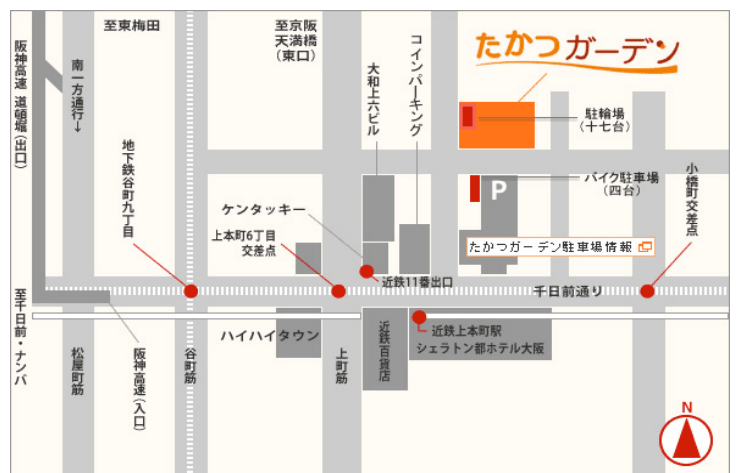 至東梅田
至京阪
天満橋
（東口）
阪神高速 道頓堀（出口）
南一方通行→
コインパーキング
大和上六ビル
たかつガーデン
駐輪場
（十七台）
地下鉄谷町九丁目
バイク駐車場
（四台）
P
小橋町交差点
ケンタッキー
上本町6丁目
交差点
たかつガーデン駐車場情報
近鉄11番出口
千日前通り
至千日前・ナンバ
松屋町筋
阪神高速（入口）
谷町筋
ハイハイタウン
上町筋
近鉄百貨店
近鉄上本町駅
シェラトン都ホテル大阪
N